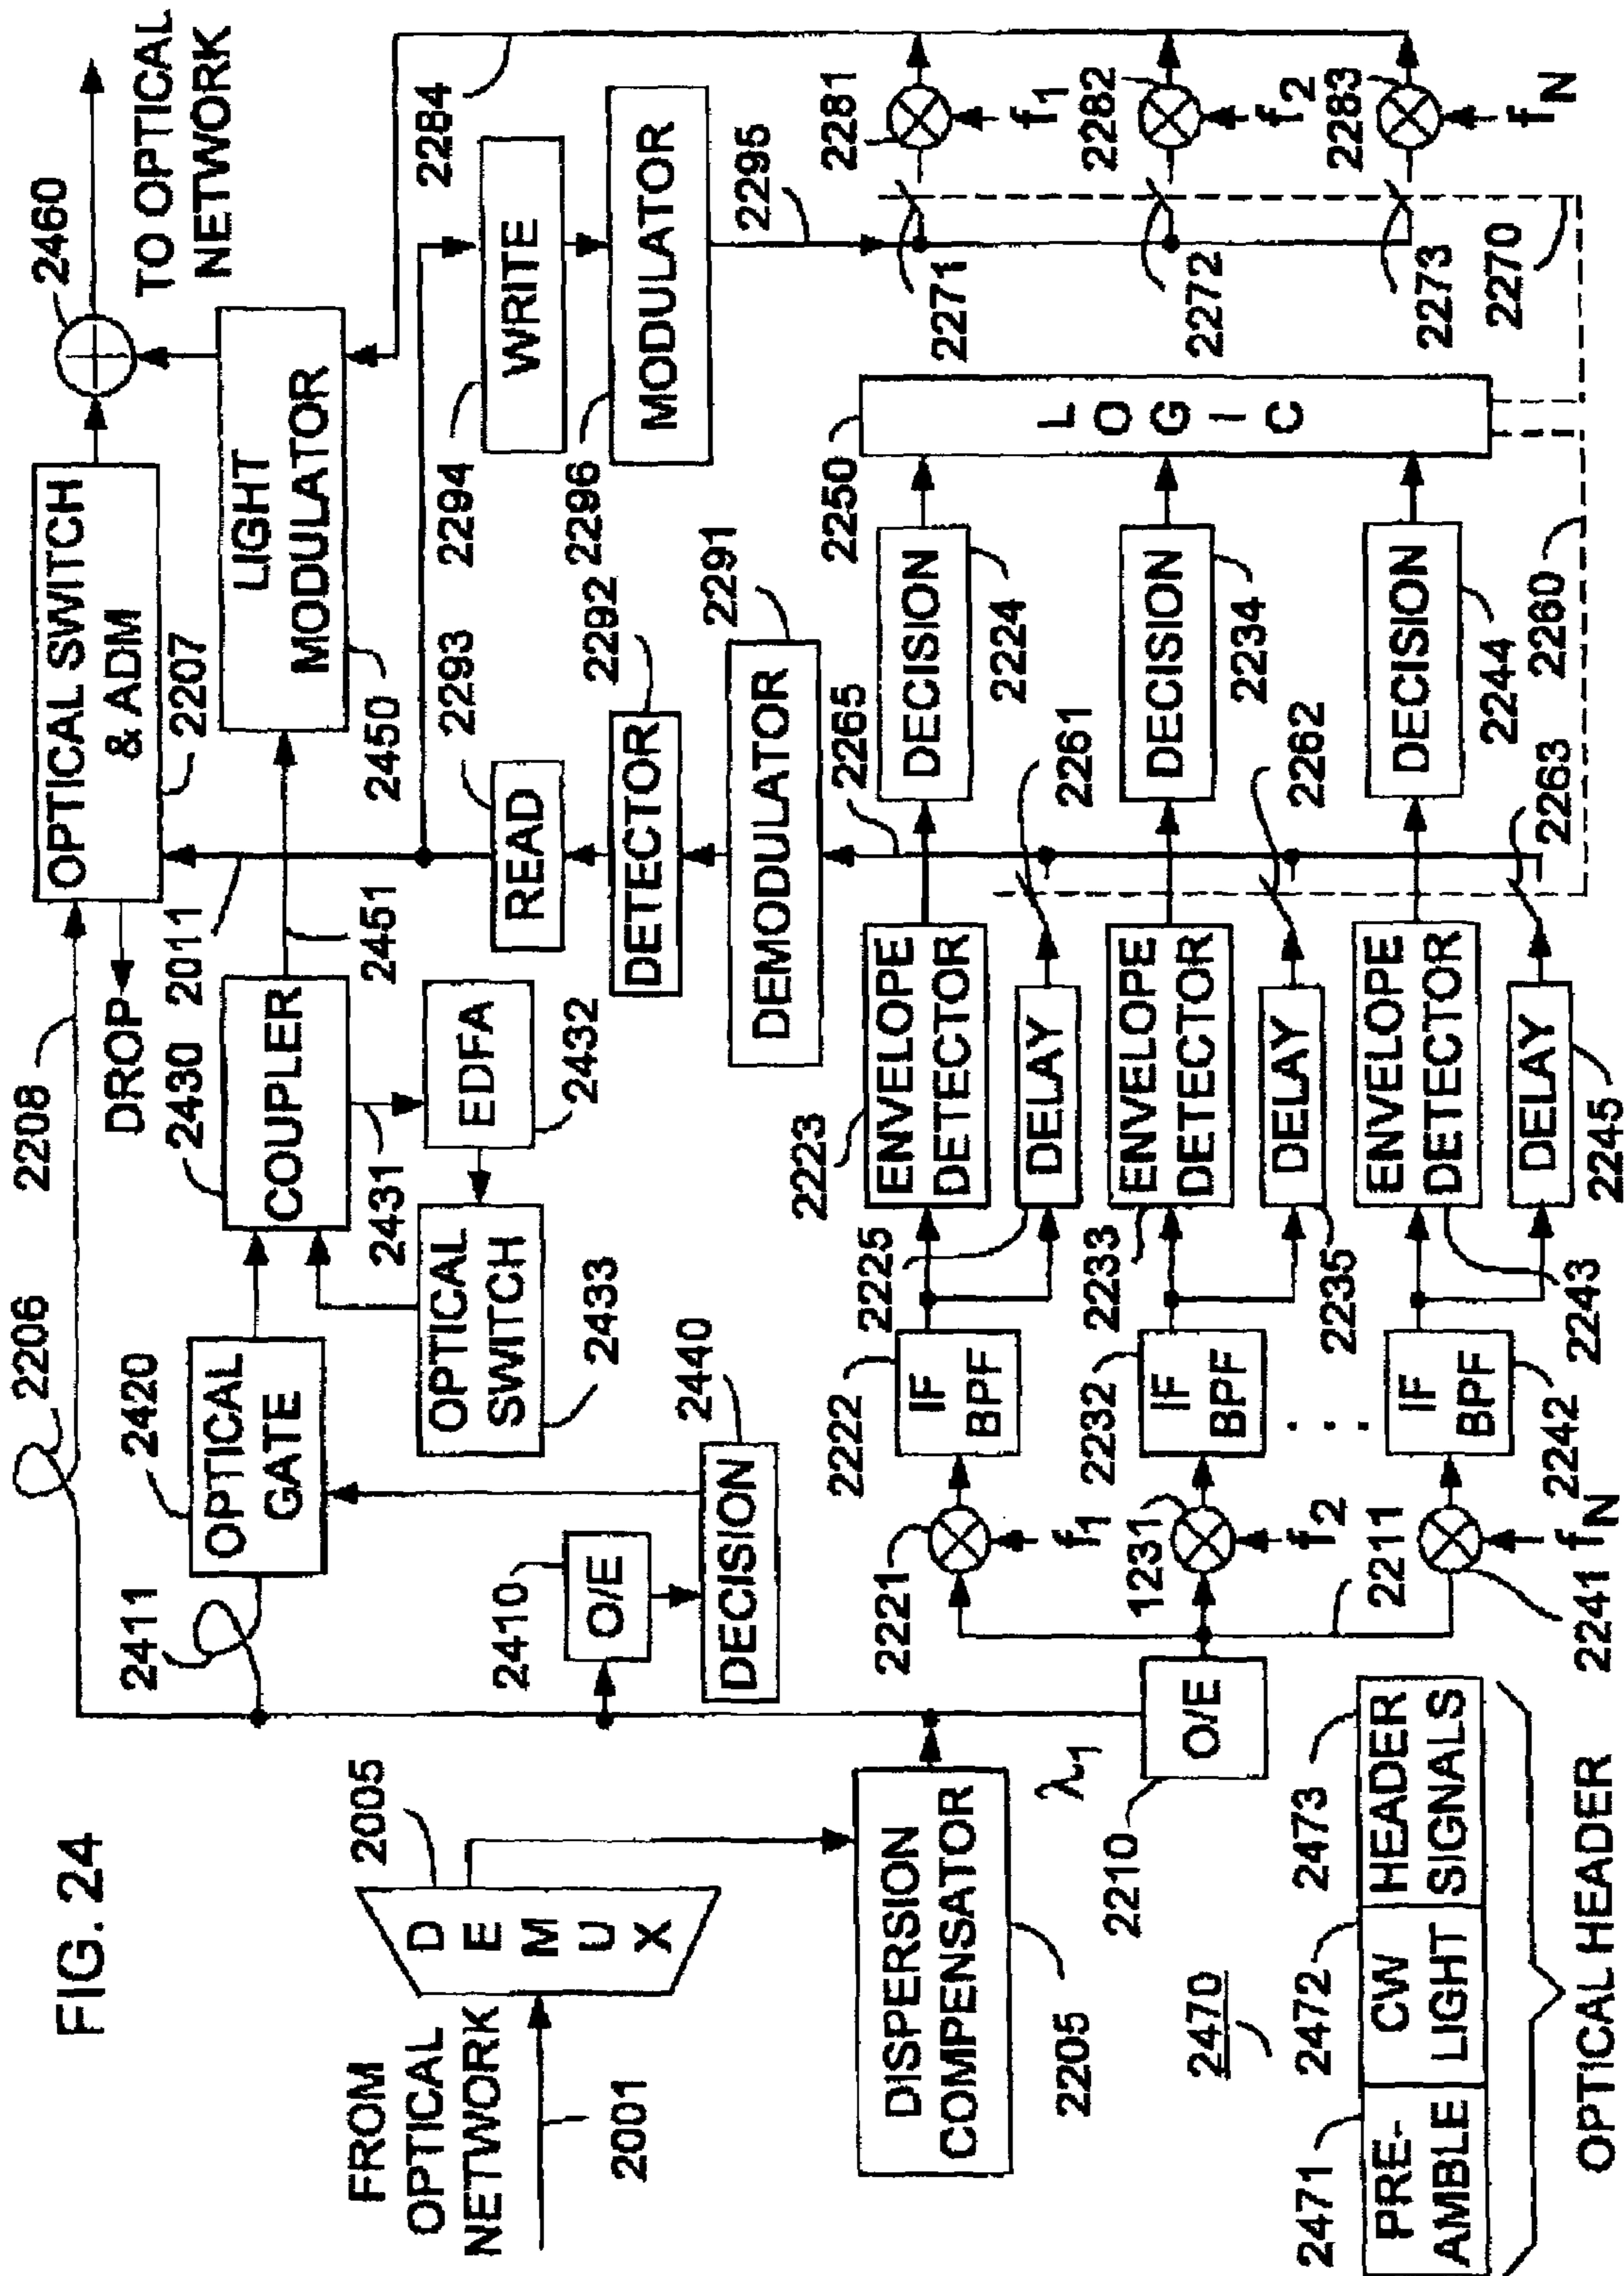 FIG. 24
FROM
OPTICAL
NETWORK
2001
DEMUX
2005
DISPERSION
COMPENSATOR
2205
λ1
2206
2208
2411
OPTICAL
GATE
2420
2410
O/E
DECISION
2440
COUPLER
2430
2431
EDFA
2432
OPTICAL
SWITCH
2433
2451
LIGHT
MODULATOR
2450
OPTICAL SWITCH
& ADM
2207
DROP
2011
2460
TO OPTICAL
NETWORK
2284
READ
2293
DETECTOR
2292
DEMODULATOR
2291
2265
WRITE
2294
MODULATOR
2296
2295
O/E
2210
2211
2221
f1
2222
IF
BPF
2223
ENVELOPE
DETECTOR
2225
DELAY
2261
DECISION
2224
1231
f2
2232
IF
BPF
2233
ENVELOPE
DETECTOR
2235
DELAY
2262
DECISION
2234
. . .
2241
fN
2242
IF
BPF
2243
ENVELOPE
DETECTOR
2245
DELAY
2263
DECISION
2244
2260
2250
LOGIC
2270
2271
2272
2273
2281
f1
2282
f2
2283
fN
2470
2471
2472
2473
PRE-
AMBLE
CW
LIGHT
HEADER
SIGNALS
OPTICAL HEADER